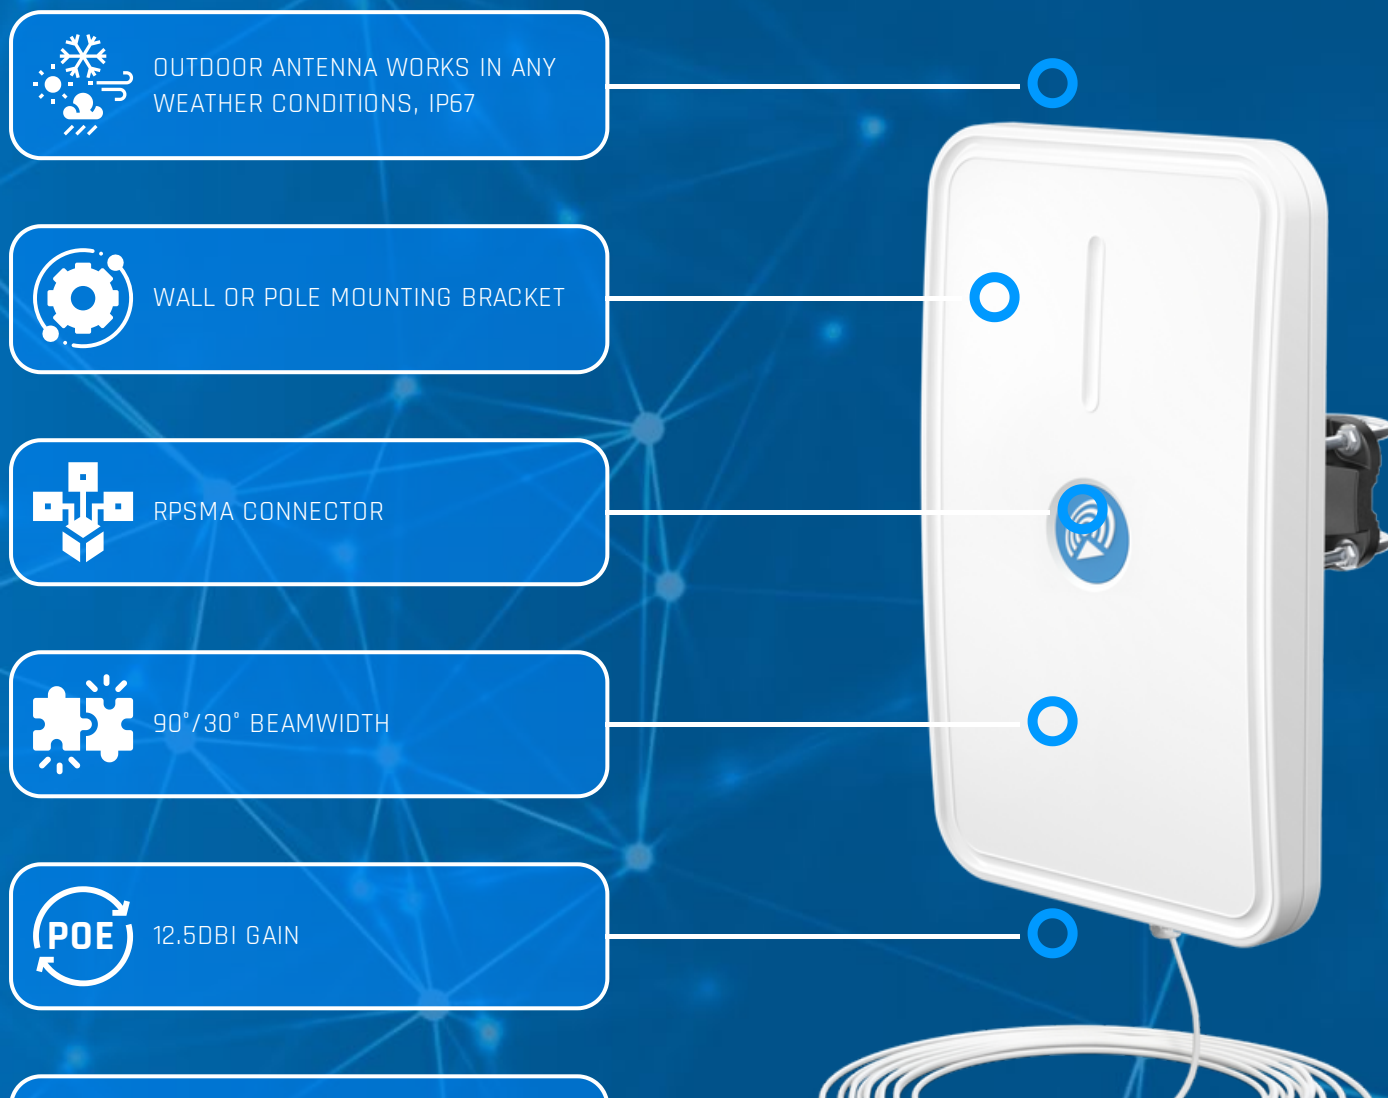 OUTDOOR ANTENNA WORKS IN ANY
WEATHER CONDITIONS, IP67
WALL OR POLE MOUNTING BRACKET
RPSMA CONNECTOR
90°/30° BEAMWIDTH
POE
12.5DBI GAIN